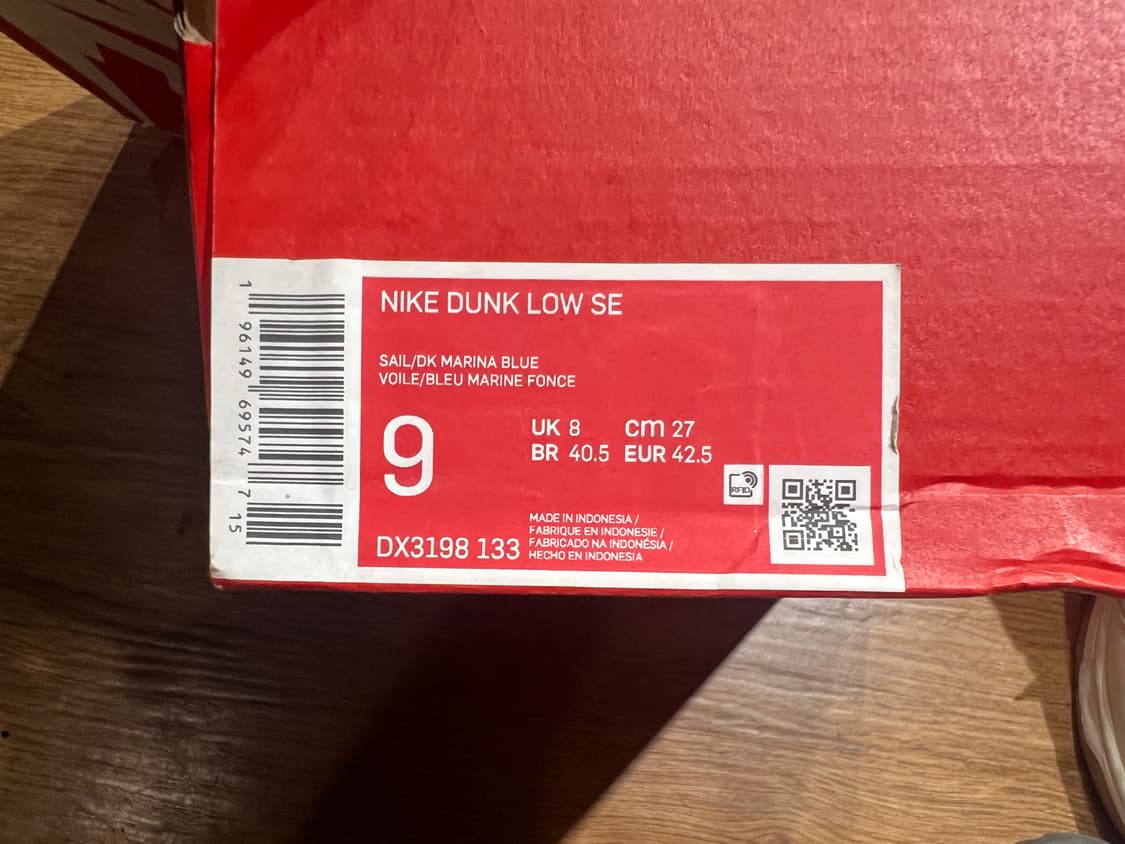 1 96149 69574 7 15
NIKE DUNK LOW SE
SAIL/DK MARINA BLUE
VOILE/BLEU MARINE FONCE
9
UK 8 cm 27
BR 40.5 EUR 42.5
RFID
DX3198 133
MADE IN INDONESIA /
FABRIQUE EN INDONESIE /
FABRICADO NA INDONÉSIA /
HECHO EN INDONESIA